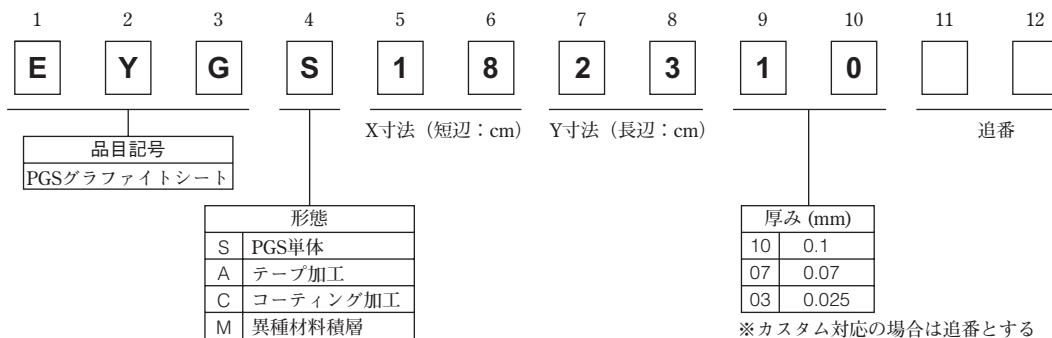 1 2 3 4 5 6 7 8 9 10 11 12
E Y G S 1 8 2 3 1 0
X寸法（短辺：cm） Y寸法（長辺：cm） 追番
品目記号
PGSグラファイトシート
形態
S PGS単体
A テープ加工
C コーティング加工
M 異種材料積層
厚み (mm)
10 0.1
07 0.07
03 0.025
※カスタム対応の場合は追番とする